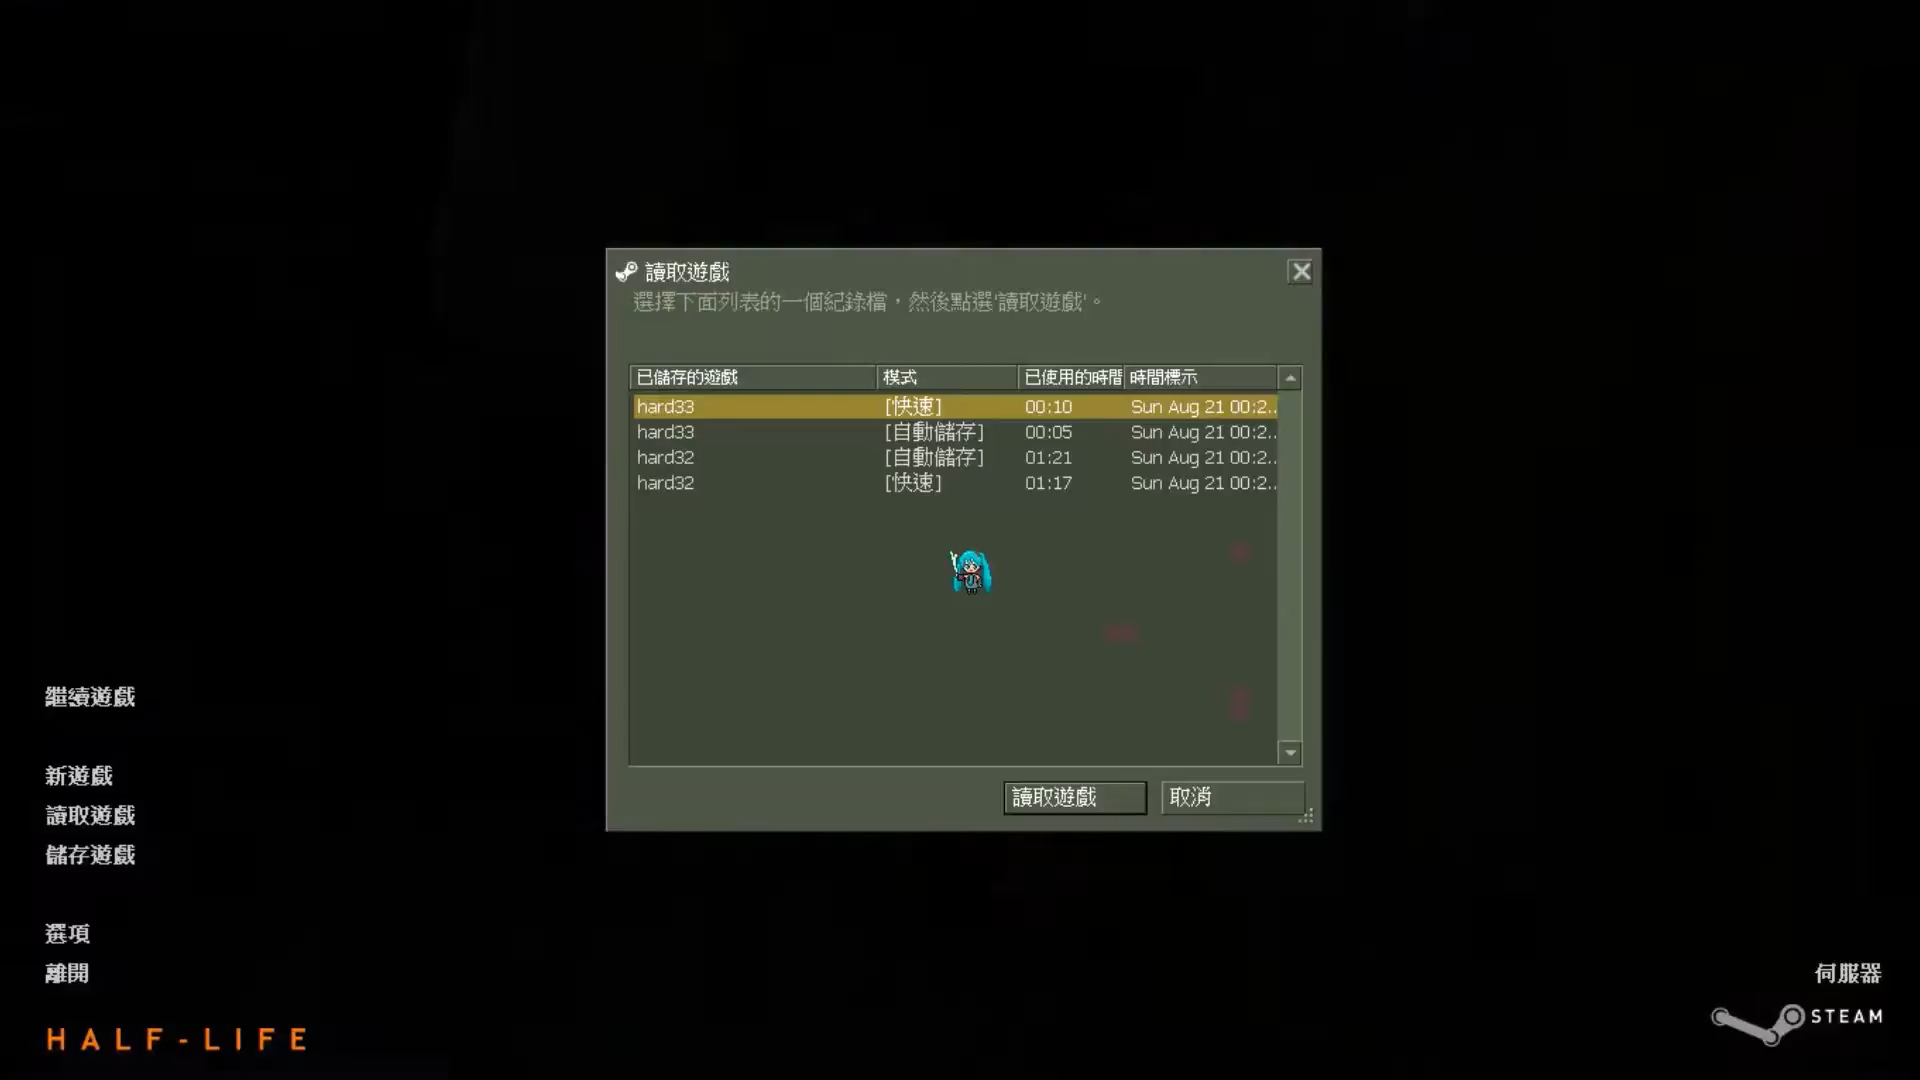 讀取遊戲
選擇下面列表的一個紀錄檔，然後點選'讀取遊戲'。
已儲存的遊戲 模式 已使用的時間 時間標示
hard33 [快速] 00:10 Sun Aug 21 00:2..
hard33 [自動儲存] 00:05 Sun Aug 21 00:2..
hard32 [自動儲存] 01:21 Sun Aug 21 00:2..
hard32 [快速] 01:17 Sun Aug 21 00:2..
讀取遊戲 取消
繼續遊戲
新遊戲
讀取遊戲
儲存遊戲
選項
離開
HALF-LIFE
伺服器
STEAM